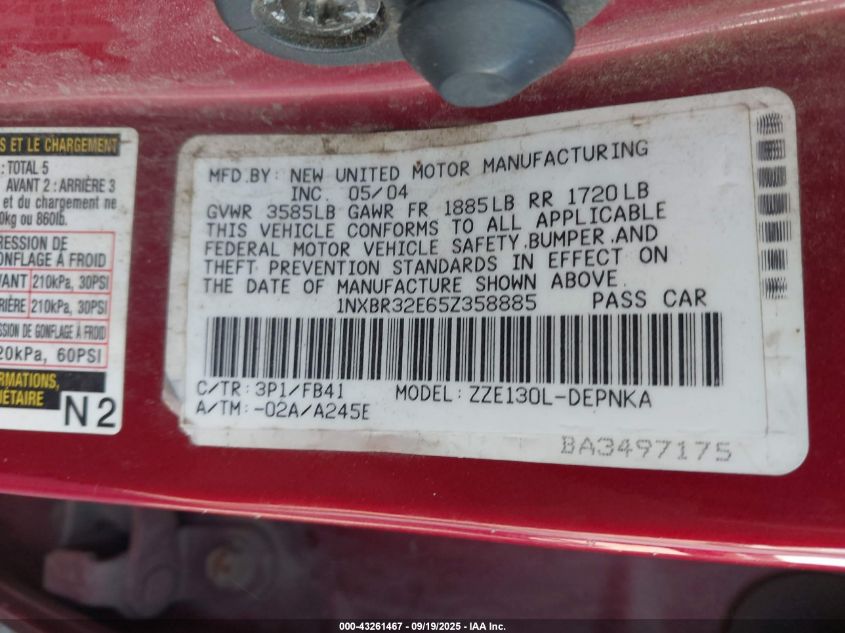 S ET LE CHARGEMENT
: TOTAL 5
AVANT 2 : ARRIÈRE 3
et du chargement ne
0kg ou 860lb.
RESSION DE
GONFLAGE À FROID
VANT 210kPa, 30PSI
RIÈRE 210kPa, 30PSI
SSION DE GONFLAGE À FROID
20kPa, 60PSI
RMATIONS,
IÉTAIRE
N 2
MFD.BY: NEW UNITED MOTOR MANUFACTURING
INC. 05/04
GVWR 3585LB GAWR FR 1885LB RR 1720LB
THIS VEHICLE CONFORMS TO ALL APPLICABLE
FEDERAL MOTOR VEHICLE SAFETY,BUMPER,AND
THEFT PREVENTION STANDARDS IN EFFECT ON
THE DATE OF MANUFACTURE SHOWN ABOVE.
1NXBR32E65Z358885 PASS CAR
C/TR: 3P1/FB41 MODEL: ZZE130L-DEPNKA
A/TM: -02A/A245E
BA3497175
000-43261467 - 09/19/2025 - IAA Inc.